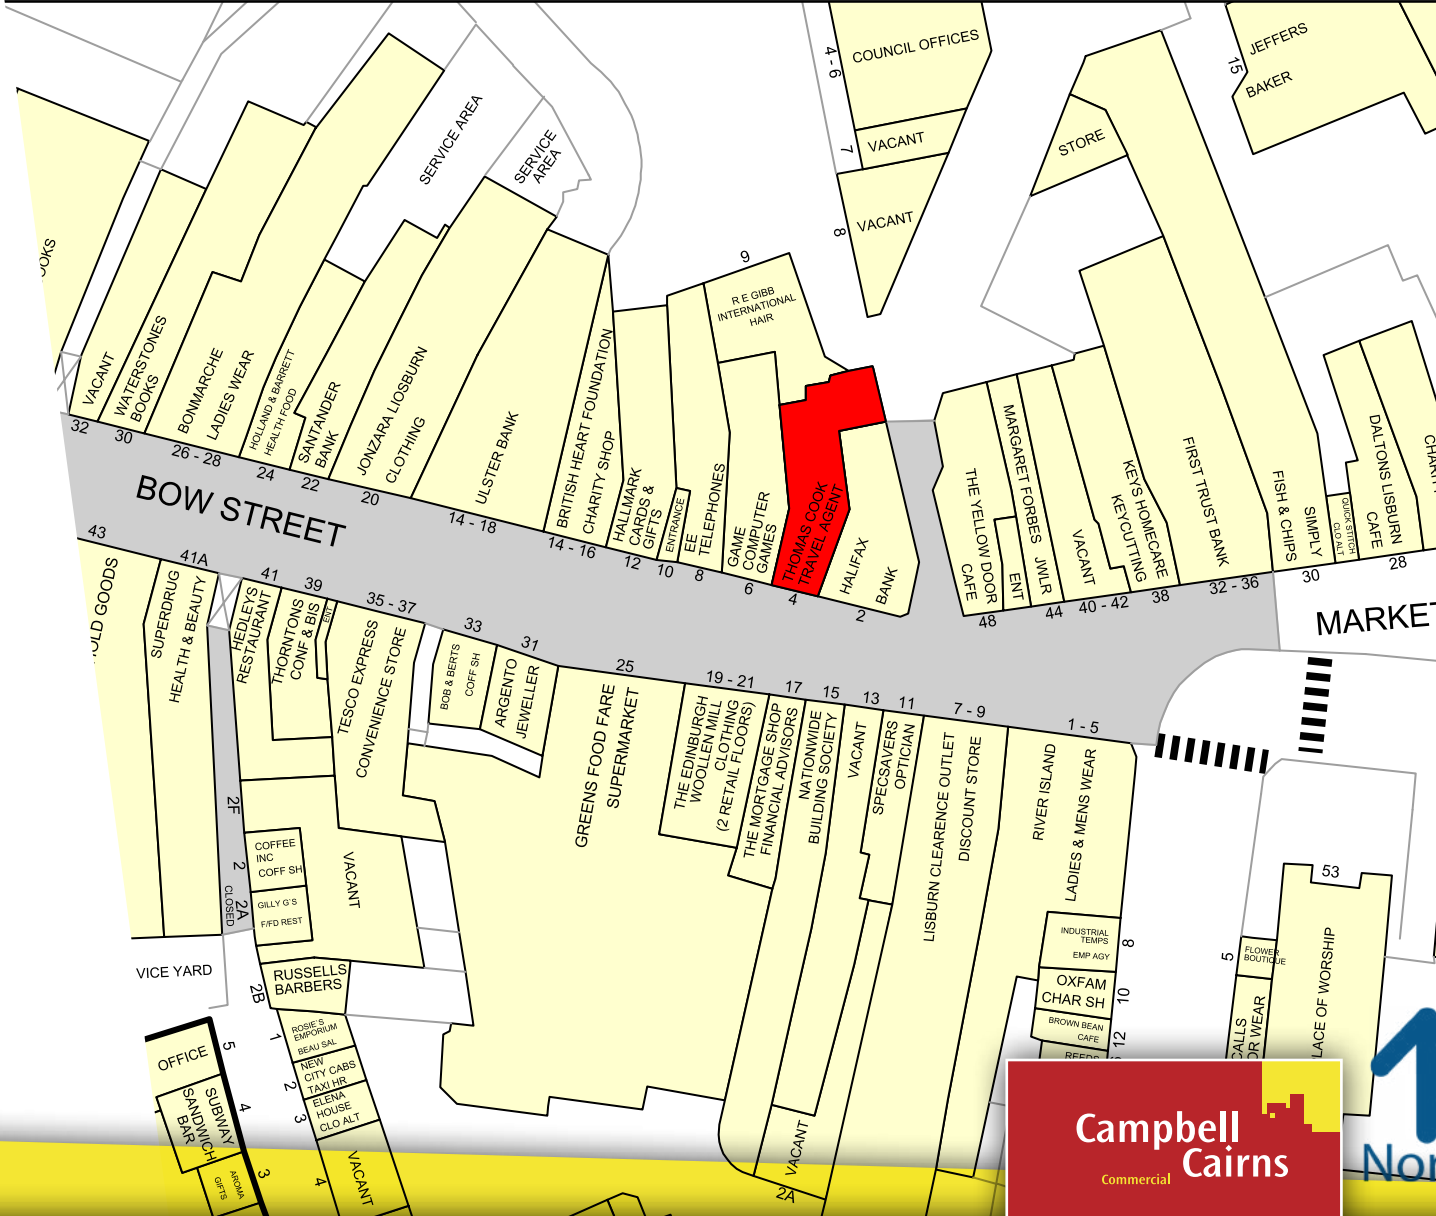 COUNCIL OFFICES
4 - 6
VACANT
7
VACANT
8
JEFFERS
BAKER
15
STORE
SERVICE AREA
SERVICE
AREA
9
R E GIBB
INTERNATIONAL
HAIR
VACANT
32
WATERSTONES
BOOKS
30
BONMARCHE
LADIES WEAR
26 - 28
HOLLAND & BARRETT
HEALTH FOOD
24
SANTANDER
BANK
22
JONZARA LIOSBURN
CLOTHING
20
ULSTER BANK
14 - 18
BRITISH HEART FOUNDATION
CHARITY SHOP
14 - 16
HALLMARK
CARDS &
GIFTS
12
ENTRANCE
10
EE
TELEPHONES
8
GAME
COMPUTER
GAMES
6
THOMAS COOK
TRAVEL AGENT
4
HALIFAX
BANK
2
THE YELLOW DOOR
CAFE
48
MARGARET FORBES
JWLR
ENT
44
VACANT
40 - 42
KEYS HOMECARE
KEYCUTTING
38
FIRST TRUST BANK
32 - 36
FISH & CHIPS
SIMPLY
30
QUICK STITCH
CLO ALT
DALTONS LISBURN
CAFE
28
BOW STREET
MARKET
43
OLD GOODS
41A
SUPERDRUG
HEALTH & BEAUTY
41
HEDLEYS
RESTAURANT
39
THORNTONS
CONF & BIS
ENT
35 - 37
TESCO EXPRESS
CONVENIENCE STORE
33
BOB & BERTS
COFF SH
31
ARGENTO
JEWELLER
25
GREENS FOOD FARE
SUPERMARKET
19 - 21
THE EDINBURGH
WOOLLEN MILL
CLOTHING
(2 RETAIL FLOORS)
17
THE MORTGAGE SHOP
FINANCIAL ADVISORS
15
NATIONWIDE
BUILDING SOCIETY
13
VACANT
11
SPECSAVERS
OPTICIAN
7 - 9
LISBURN CLEARENCE OUTLET
DISCOUNT STORE
1 - 5
RIVER ISLAND
LADIES & MENS WEAR
2F
2
2A
CLOSED
COFFEE
INC
COFF SH
GILLY G'S
F/FD REST
VACANT
VICE YARD
2B
RUSSELLS
BARBERS
1
ROSIE'S
EMPORIUM
BEAU SAL
2
NEW
CITY CABS
TAXI HR
3
ELENA
HOUSE
CLO ALT
4
VACANT
OFFICE
5
SUBWAY
SANDWICH
BAR
4
AROMA
GIFTS
3
VACANT
2A
INDUSTRIAL
TEMPS
EMP AGY
8
OXFAM
CHAR SH
10
BROWN BEAN
CAFE
12
REEDS
5
FLOWER
BOUTIQUE
CALLS
OR WEAR
53
LACE OF WORSHIP
Campbell
Cairns
Commercial
1
Nor